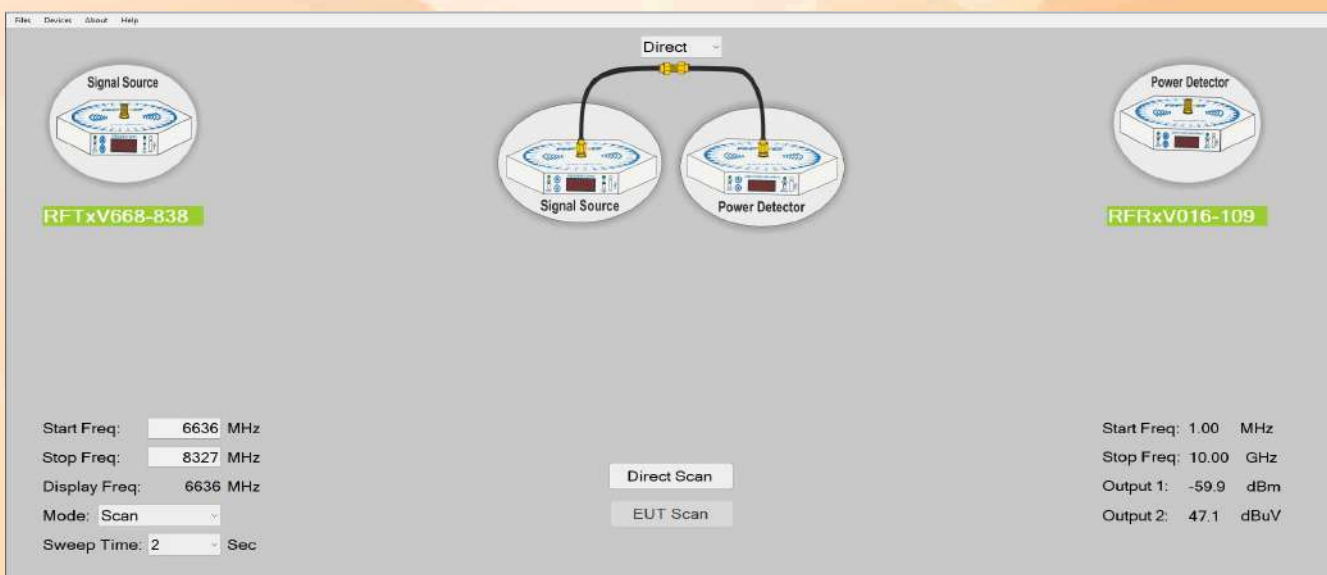 Files Devices About Help
Direct
Signal Source
Power Detector
Signal Source
Power Detector
RFTxV668-838
RFRxV016-109
Start Freq: 6636 MHz
Stop Freq: 8327 MHz
Display Freq: 6636 MHz
Mode: Scan
Sweep Time: 2 Sec
Direct Scan
EUT Scan
Start Freq: 1.00 MHz
Stop Freq: 10.00 GHz
Output 1: -59.9 dBm
Output 2: 47.1 dBuV